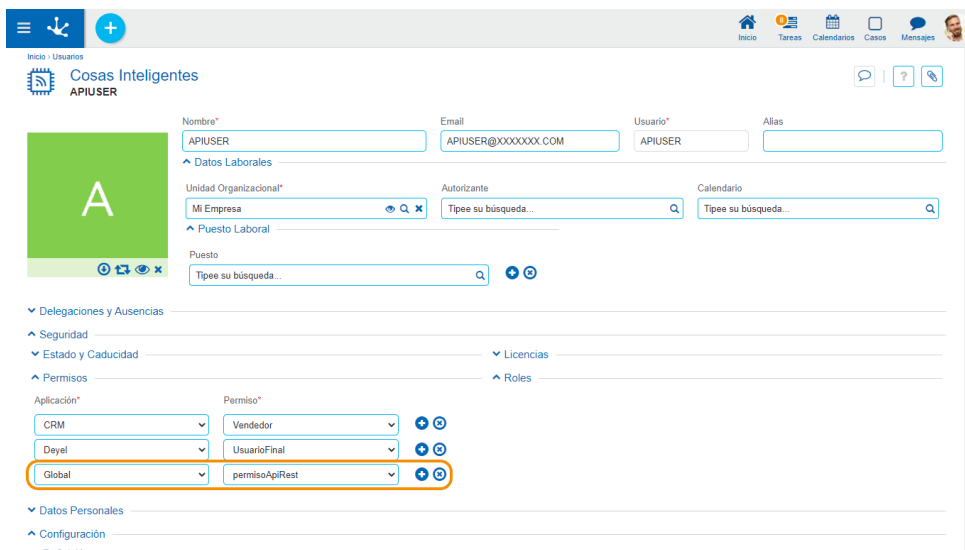 8
Inicio Tareas Calendarios Casos Mensajes
Inicio › Usuarios
Cosas Inteligentes
APIUSER
?
Nombre* Email Usuario* Alias
APIUSER APIUSER@XXXXXXX.COM APIUSER
Datos Laborales
A
Unidad Organizacional* Autorizante Calendario
Mi Empresa Tipee su búsqueda... Tipee su búsqueda...
Puesto Laboral
Puesto
Tipee su búsqueda...
Delegaciones y Ausencias
Seguridad
Estado y Caducidad Licencias
Permisos Roles
Aplicación* Permiso*
CRM Vendedor
Deyel UsuarioFinal
Global permisoApiRest
Datos Personales
Configuración